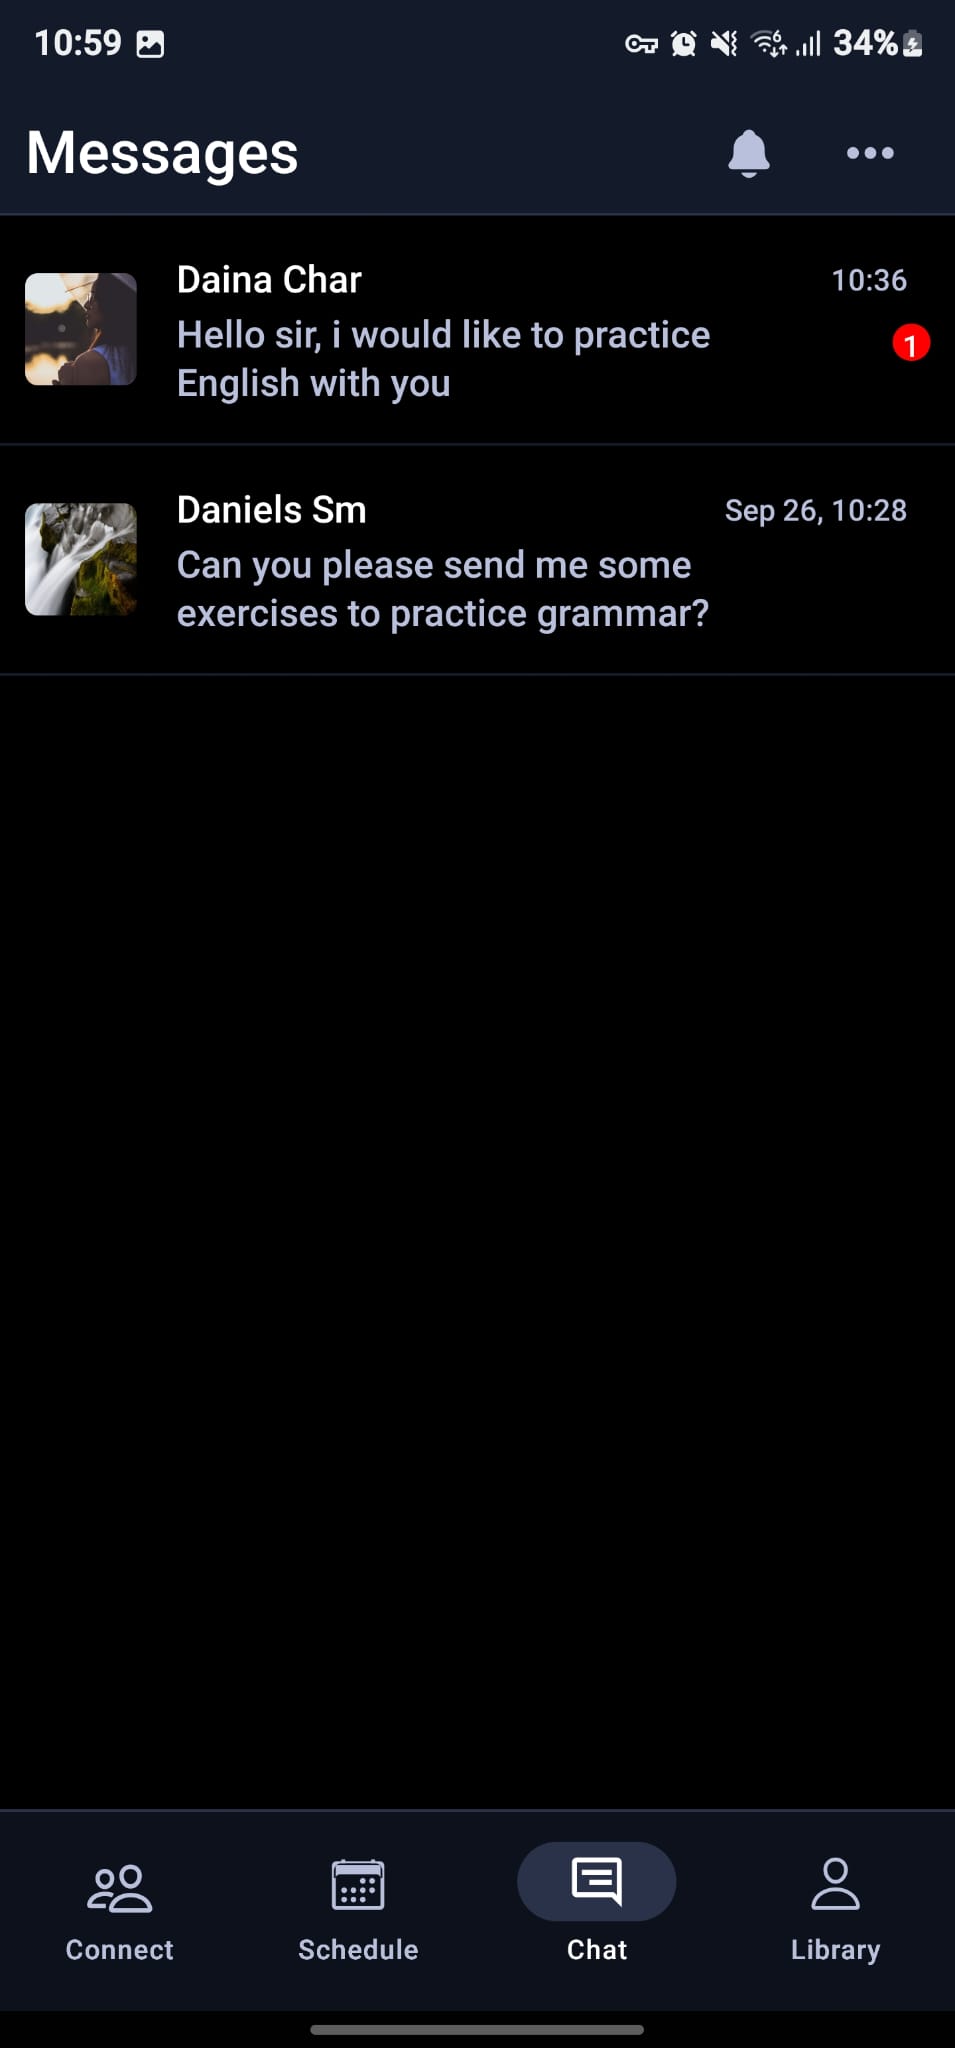 10:59
6
34%
Messages
Daina Char
10:36
Hello sir, i would like to practice
English with you
1
Daniels Sm
Sep 26, 10:28
Can you please send me some
exercises to practice grammar?
Connect
Schedule
Chat
Library